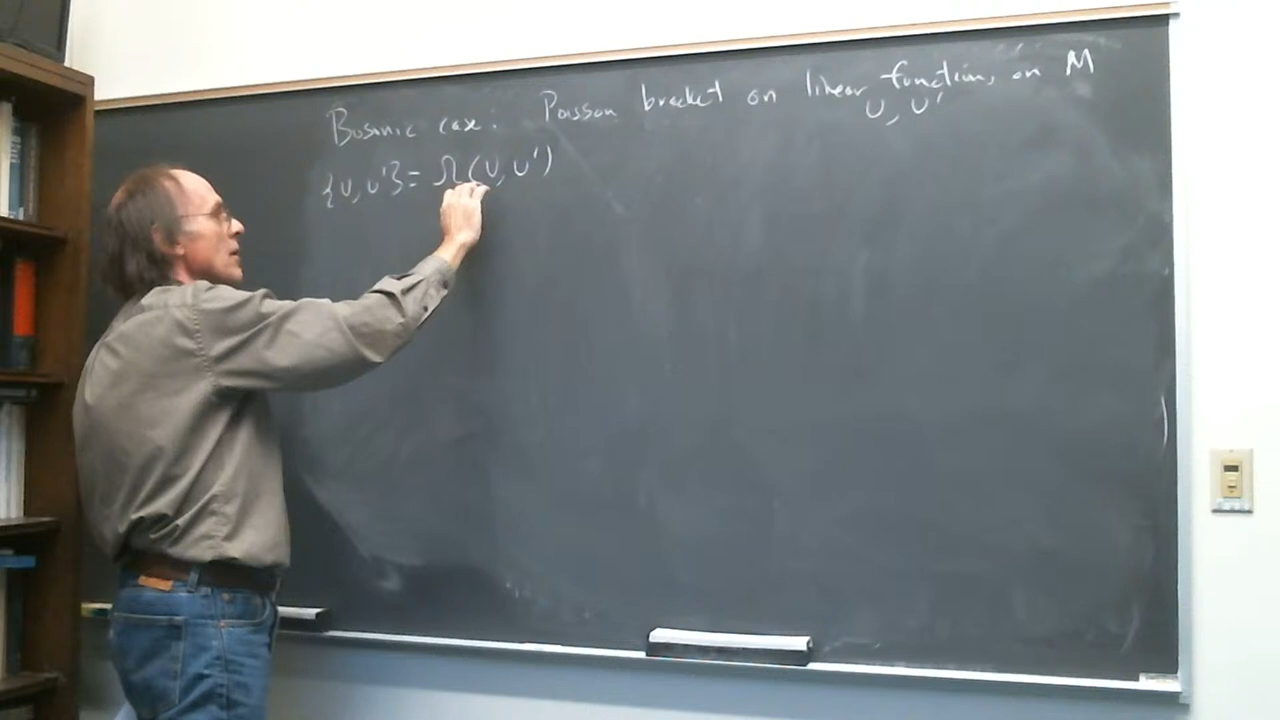 Bosonic case: Poisson bracket on linear functions on M
U, U'
{U, U'} = Ω(U, U')